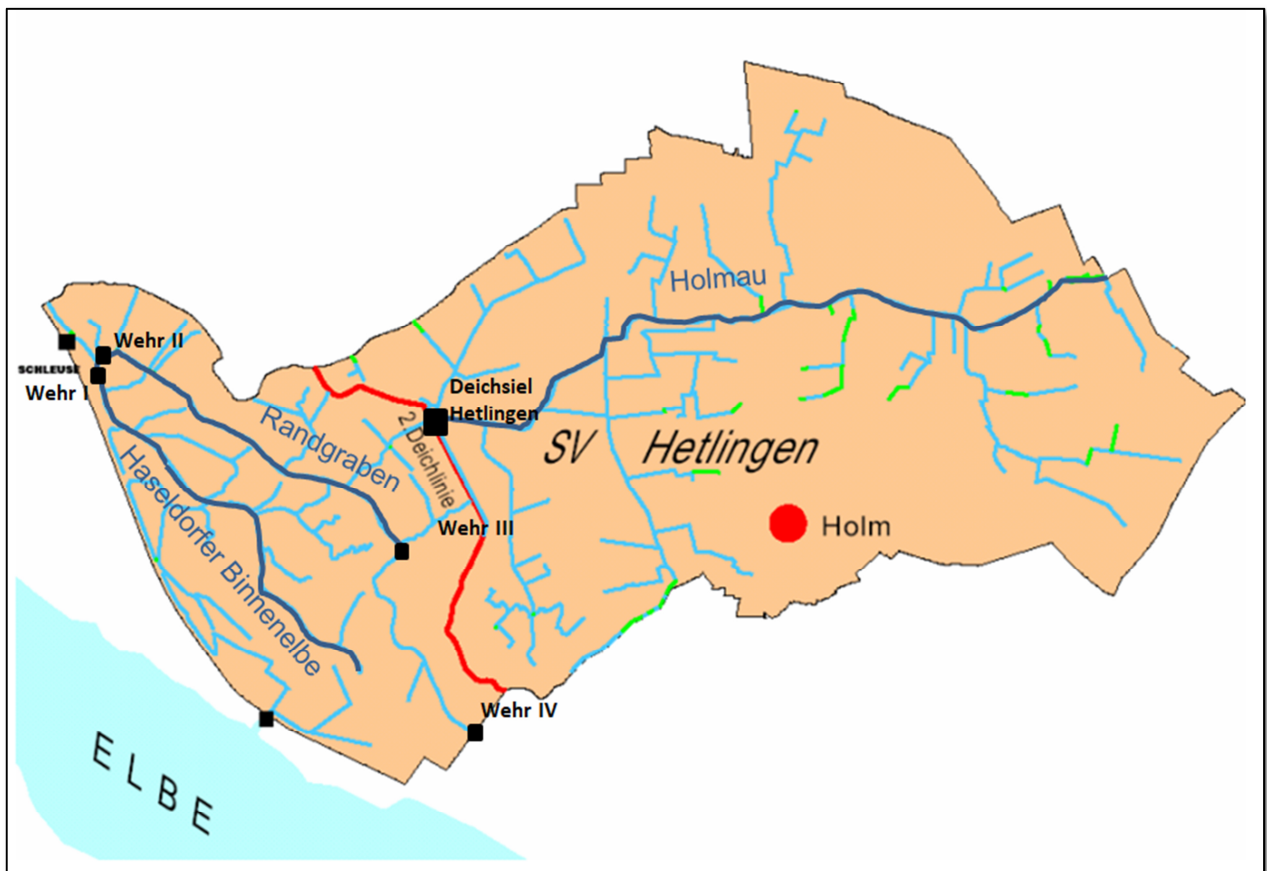 Holmau
Wehr II
SCHLEUSE
Wehr I
Deichsiel
Hetlingen
Randgraben
2.Deichlinie
SV Hetlingen
Haseldorfer Binnenelbe
Wehr III
Holm
Wehr IV
ELBE